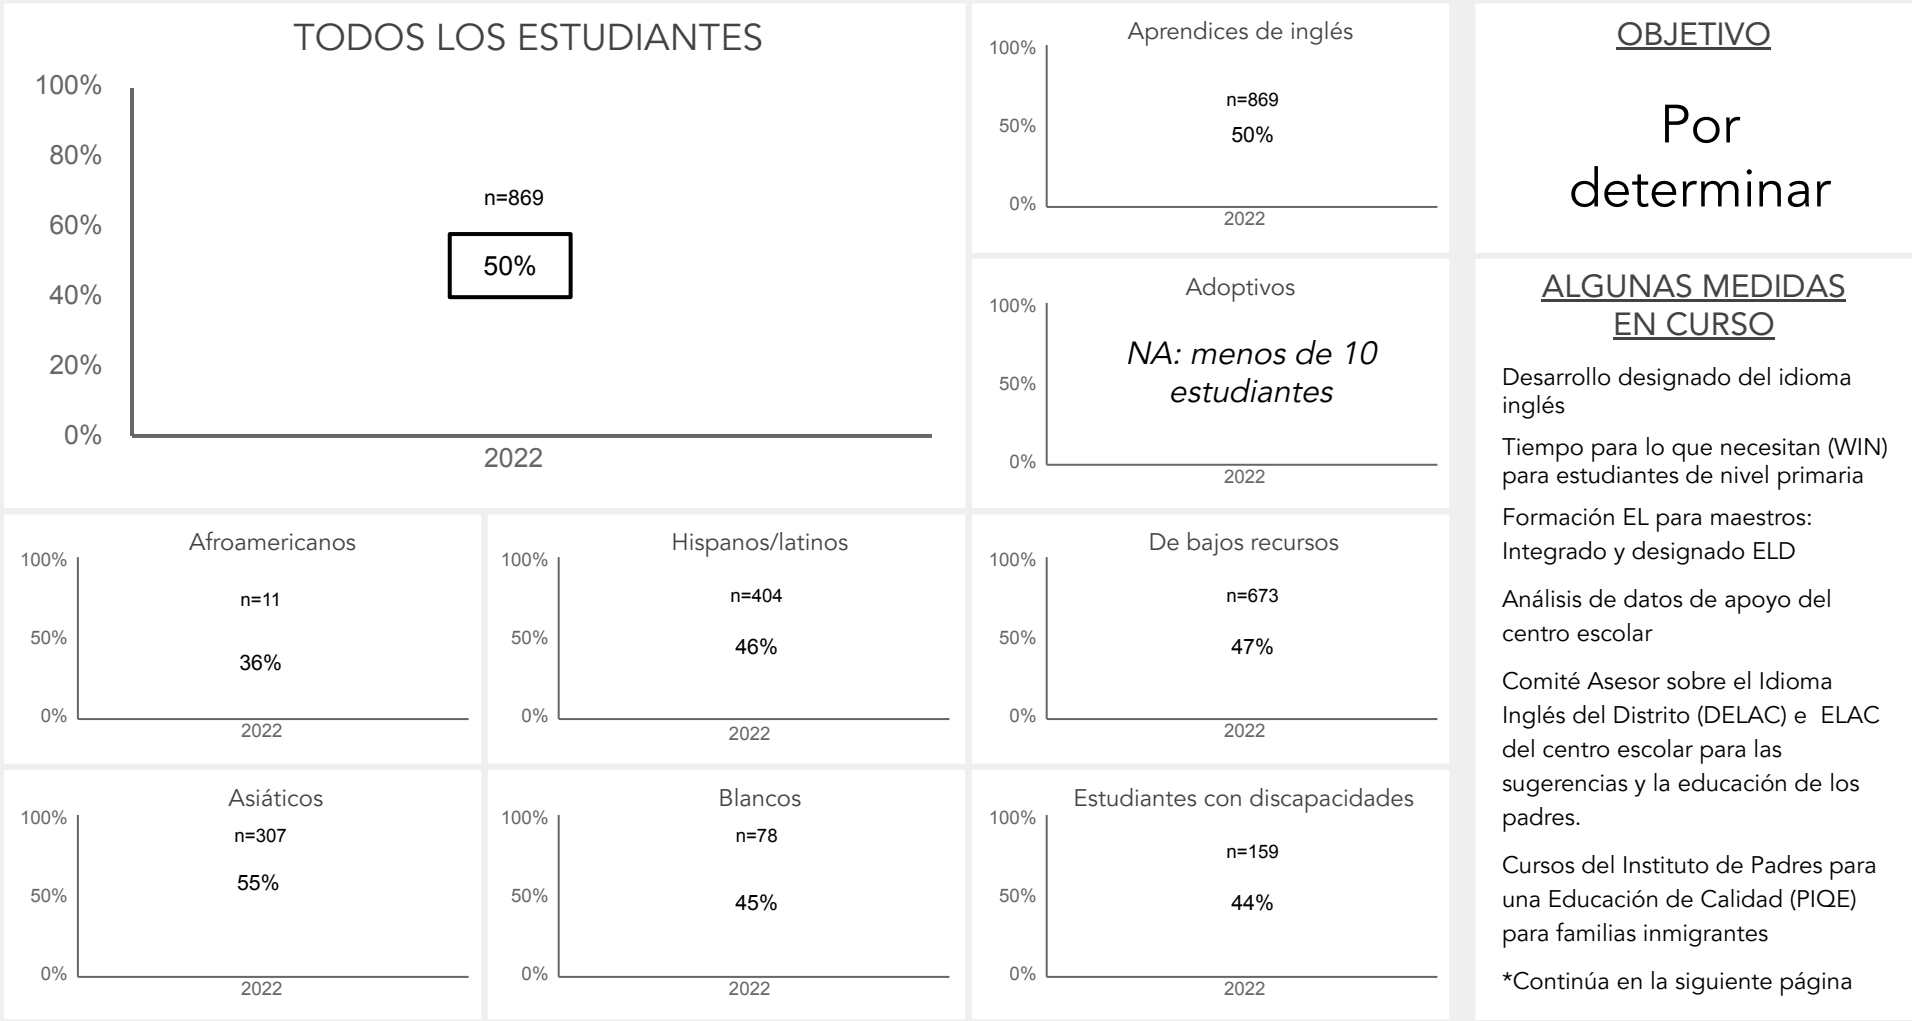 TODOS LOS ESTUDIANTES
100%
80%
60%
40%
20%
0%
n=869
50%
2022
Aprendices de inglés
100%
50%
0%
n=869
50%
2022
Adoptivos
100%
50%
0%
NA: menos de 10
estudiantes
2022
Afroamericanos
100%
50%
0%
n=11
36%
2022
Hispanos/latinos
100%
50%
0%
n=404
46%
2022
De bajos recursos
100%
50%
0%
n=673
47%
2022
Asiáticos
100%
50%
0%
n=307
55%
2022
Blancos
100%
50%
0%
n=78
45%
2022
Estudiantes con discapacidades
100%
50%
0%
n=159
44%
2022
OBJETIVO
Por
determinar
ALGUNAS MEDIDAS
EN CURSO
Desarrollo designado del idioma
inglés
Tiempo para lo que necesitan (WIN)
para estudiantes de nivel primaria
Formación EL para maestros:
Integrado y designado ELD
Análisis de datos de apoyo del
centro escolar
Comité Asesor sobre el Idioma
Inglés del Distrito (DELAC) e ELAC
del centro escolar para las
sugerencias y la educación de los
padres.
Cursos del Instituto de Padres para
una Educación de Calidad (PIQE)
para familias inmigrantes
*Continúa en la siguiente página